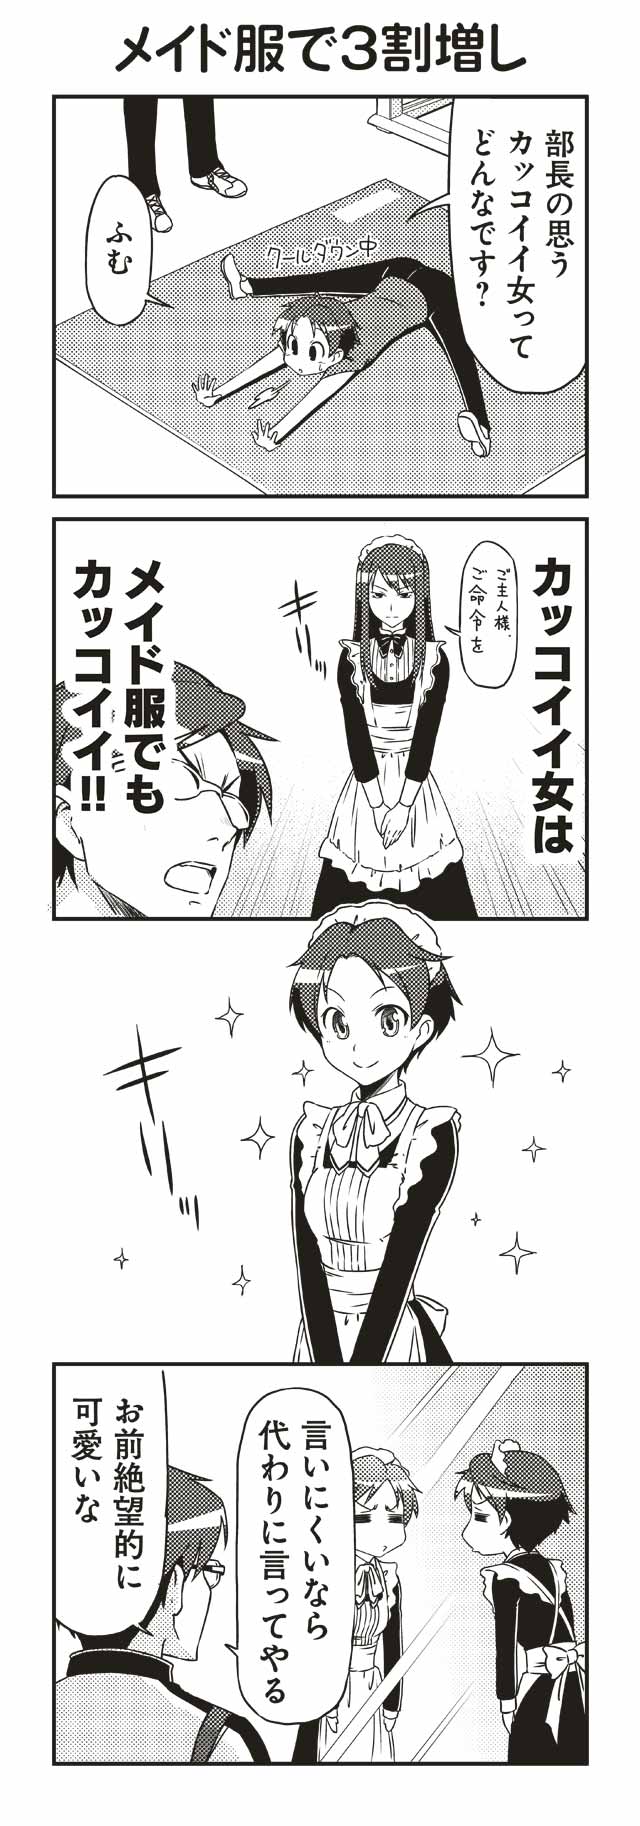 メイド服で3割増し
部長の思う
カッコイイ女って
どんなです?
クールダウン中
ふむ
カッコイイ女は
ご主人様、
ご命令を
キリッ
メイド服でも
カッコイイ!!
キリッ
言いにくいなら
代わりに言ってやる
お前絶望的に
可愛いな